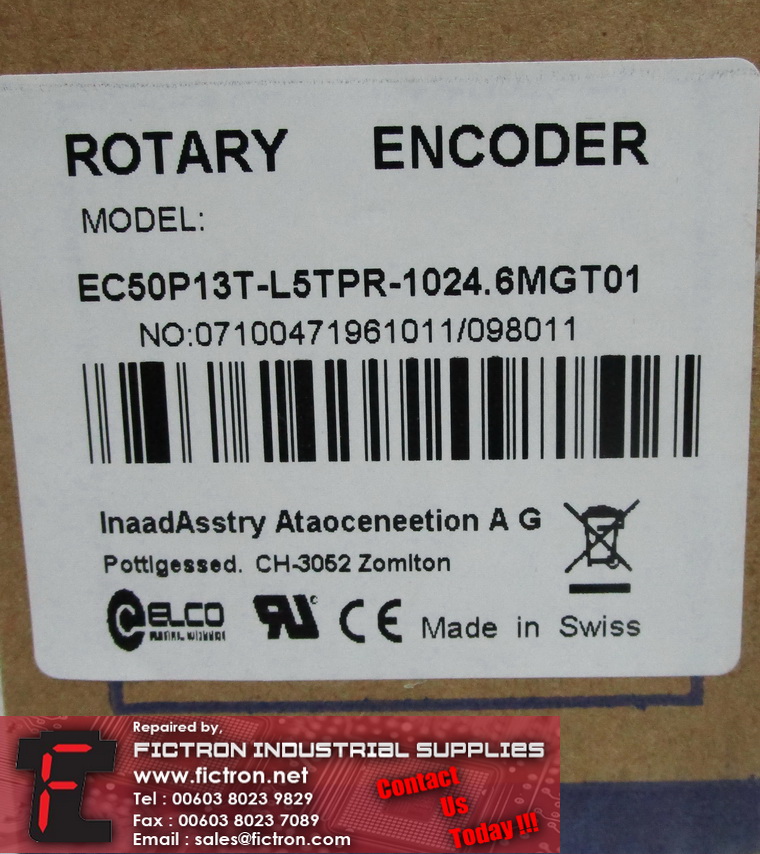 ROTARY ENCODER
MODEL:
EC50P13T-L5TPR-1024.6MGT01
NO:07100471961011/098011
InaadAsstry Ataoceneetion A G
Pottlgessed. CH-3052 Zomlton
ELCO
CE Made in Swiss
Repaired by,
FICTRON INDUSTRIAL SUPPLIES
www.fictron.net
Tel : 00603 8023 9829
Fax : 00603 8023 7089
Email : sales@fictron.com
Contact
Us
Today !!!